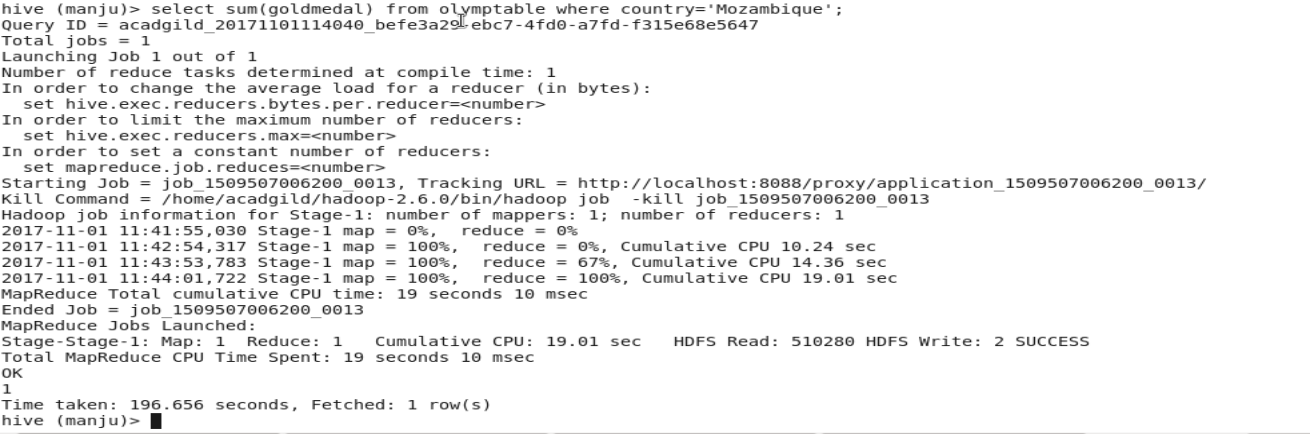 hive (manju)> select sum(goldmedal) from olymptable where country='Mozambique';
Query ID = acadgild_20171101114040_befe3a29-ebc7-4fd0-a7fd-f315e68e5647
Total jobs = 1
Launching Job 1 out of 1
Number of reduce tasks determined at compile time: 1
In order to change the average load for a reducer (in bytes):
  set hive.exec.reducers.bytes.per.reducer=<number>
In order to limit the maximum number of reducers:
  set hive.exec.reducers.max=<number>
In order to set a constant number of reducers:
  set mapreduce.job.reduces=<number>
Starting Job = job_1509507006200_0013, Tracking URL = http://localhost:8088/proxy/application_1509507006200_0013/
Kill Command = /home/acadgild/hadoop-2.6.0/bin/hadoop job  -kill job_1509507006200_0013
Hadoop job information for Stage-1: number of mappers: 1; number of reducers: 1
2017-11-01 11:41:55,030 Stage-1 map = 0%,  reduce = 0%
2017-11-01 11:42:54,317 Stage-1 map = 100%,  reduce = 0%, Cumulative CPU 10.24 sec
2017-11-01 11:43:53,783 Stage-1 map = 100%,  reduce = 67%, Cumulative CPU 14.36 sec
2017-11-01 11:44:01,722 Stage-1 map = 100%,  reduce = 100%, Cumulative CPU 19.01 sec
MapReduce Total cumulative CPU time: 19 seconds 10 msec
Ended Job = job_1509507006200_0013
MapReduce Jobs Launched:
Stage-Stage-1: Map: 1  Reduce: 1   Cumulative CPU: 19.01 sec   HDFS Read: 510280 HDFS Write: 2 SUCCESS
Total MapReduce CPU Time Spent: 19 seconds 10 msec
OK
1
Time taken: 196.656 seconds, Fetched: 1 row(s)
hive (manju)>